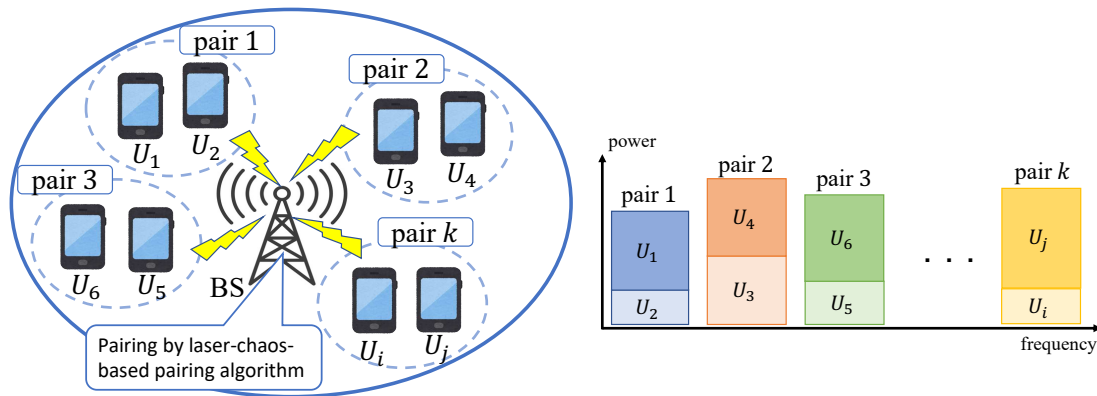 pair 1
U₁
U₂
pair 2
U₃
U₄
pair 3
U₆
U₅
pair k
Uᵢ
Uⱼ
BS
Pairing by laser-chaos-
based pairing algorithm
power
pair 1
U₁
U₂
pair 2
U₄
U₃
pair 3
U₆
U₅
. . .
pair k
Uⱼ
Uᵢ
frequency